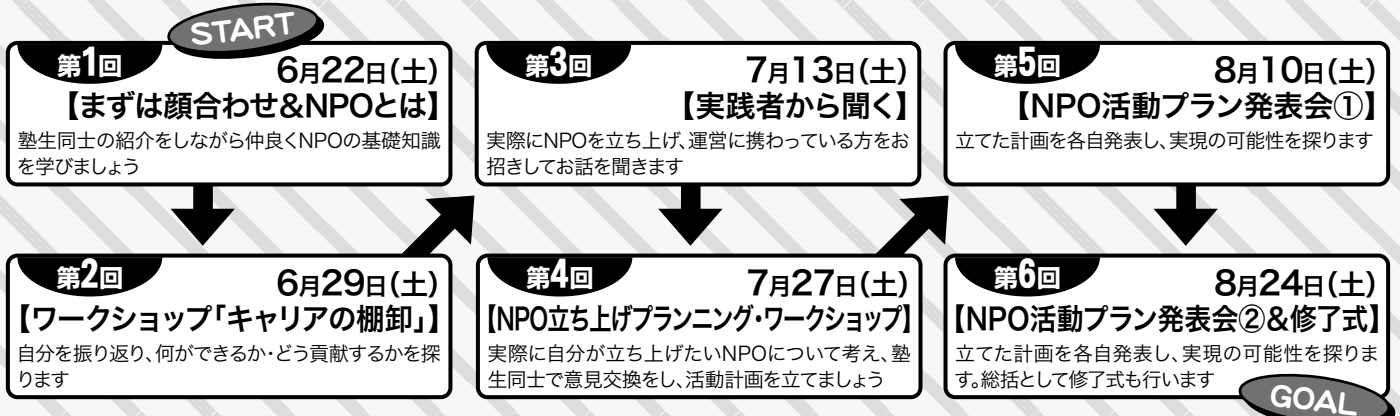 START
第1回
6月22日(土)
【まずは顔合わせ&NPOとは】
塾生同士の紹介をしながら仲良くNPOの基礎知識
を学びましょう
第2回
6月29日(土)
【ワークショップ「キャリアの棚卸」】
自分を振り返り、何ができるか・どう貢献するかを探
ります
第3回
7月13日(土)
【実践者から聞く】
実際にNPOを立ち上げ、運営に携わっている方をお
招きしてお話を聞きます
第4回
7月27日(土)
【NPO立ち上げプランニング・ワークショップ】
実際に自分が立ち上げたいNPOについて考え、塾
生同士で意見交換をし、活動計画を立てましょう
第5回
8月10日(土)
【NPO活動プラン発表会①】
立てた計画を各自発表し、実現の可能性を探ります
第6回
8月24日(土)
【NPO活動プラン発表会②&修了式】
立てた計画を各自発表し、実現の可能性を探りま
す。総括として修了式も行います
GOAL